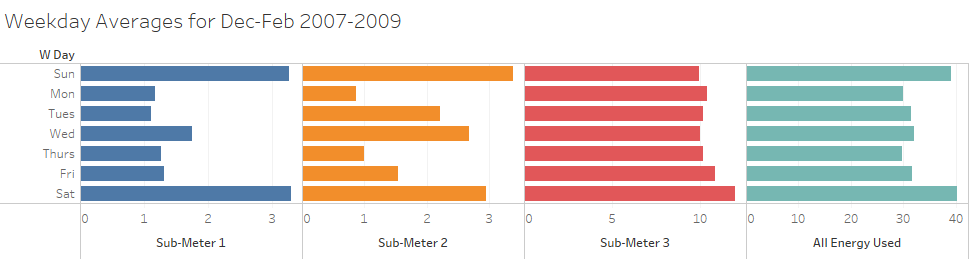 Weekday Averages for Dec-Feb 2007-2009
W Day
Sun
Mon
Tues
Wed
Thurs
Fri
Sat
0 1 2 3 0 1 2 3 0 5 10 0 10 20 30 40
Sub-Meter 1 Sub-Meter 2 Sub-Meter 3 All Energy Used